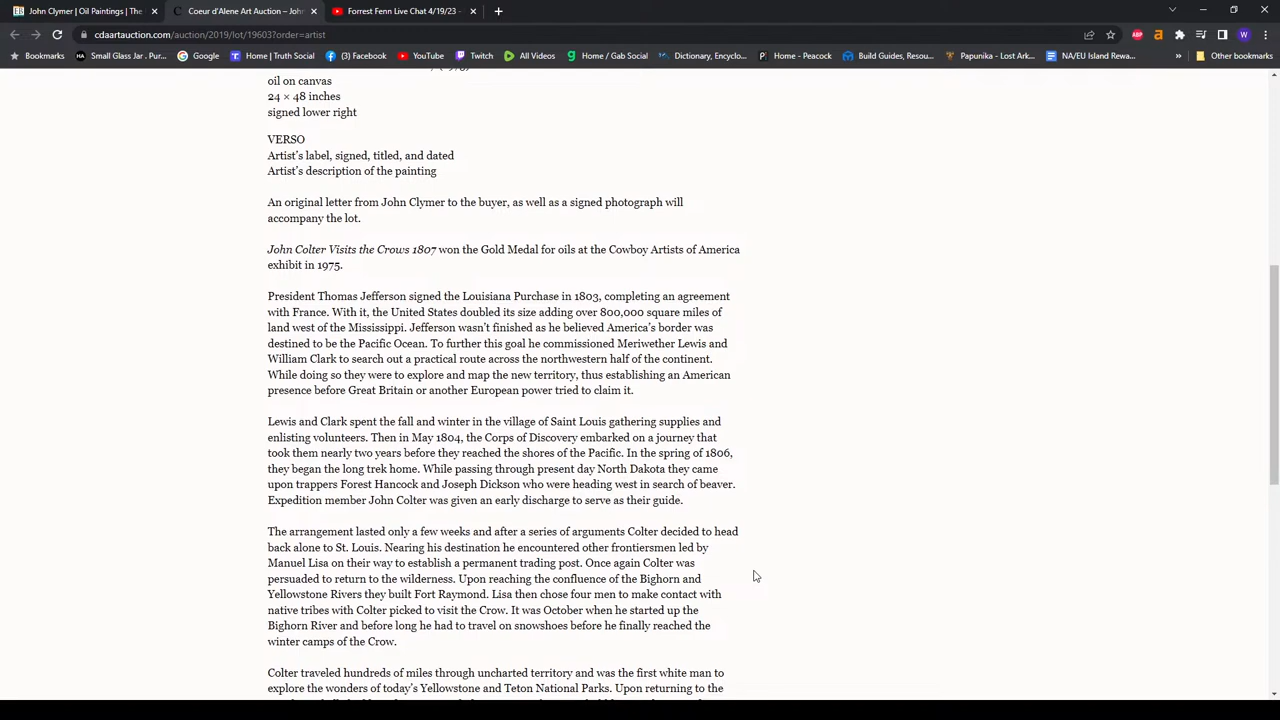 John Clymer | Oil Paintings | The
Coeur d'Alene Art Auction – Joh
Forrest Fenn Live Chat 4/19/23 -
cdaartauction.com/auction/2019/lot/19603?order=artist
Bookmarks
Small Glass Jar . Pur...
Google
Home | Truth Social
(3) Facebook
YouTube
Twitch
All Videos
Home / Gab Social
Dictionary, Encyclo...
Home - Peacock
Build Guides, Resou...
Papunika - Lost Ark...
NA/EU Island Rewa...
Other bookmarks
oil on canvas
24 × 48 inches
signed lower right
VERSO
Artist's label, signed, titled, and dated
Artist's description of the painting
An original letter from John Clymer to the buyer, as well as a signed photograph will
accompany the lot.
John Colter Visits the Crows 1807 won the Gold Medal for oils at the Cowboy Artists of America
exhibit in 1975.
President Thomas Jefferson signed the Louisiana Purchase in 1803, completing an agreement
with France. With it, the United States doubled its size adding over 800,000 square miles of
land west of the Mississippi. Jefferson wasn't finished as he believed America's border was
destined to be the Pacific Ocean. To further this goal he commissioned Meriwether Lewis and
William Clark to search out a practical route across the northwestern half of the continent.
While doing so they were to explore and map the new territory, thus establishing an American
presence before Great Britain or another European power tried to claim it.
Lewis and Clark spent the fall and winter in the village of Saint Louis gathering supplies and
enlisting volunteers. Then in May 1804, the Corps of Discovery embarked on a journey that
took them nearly two years before they reached the shores of the Pacific. In the spring of 1806,
they began the long trek home. While passing through present day North Dakota they came
upon trappers Forest Hancock and Joseph Dickson who were heading west in search of beaver.
Expedition member John Colter was given an early discharge to serve as their guide.
The arrangement lasted only a few weeks and after a series of arguments Colter decided to head
back alone to St. Louis. Nearing his destination he encountered other frontiersmen led by
Manuel Lisa on their way to establish a permanent trading post. Once again Colter was
persuaded to return to the wilderness. Upon reaching the confluence of the Bighorn and
Yellowstone Rivers they built Fort Raymond. Lisa then chose four men to make contact with
native tribes with Colter picked to visit the Crow. It was October when he started up the
Bighorn River and before long he had to travel on snowshoes before he finally reached the
winter camps of the Crow.
Colter traveled hundreds of miles through uncharted territory and was the first white man to
explore the wonders of today's Yellowstone and Teton National Parks. Upon returning to the